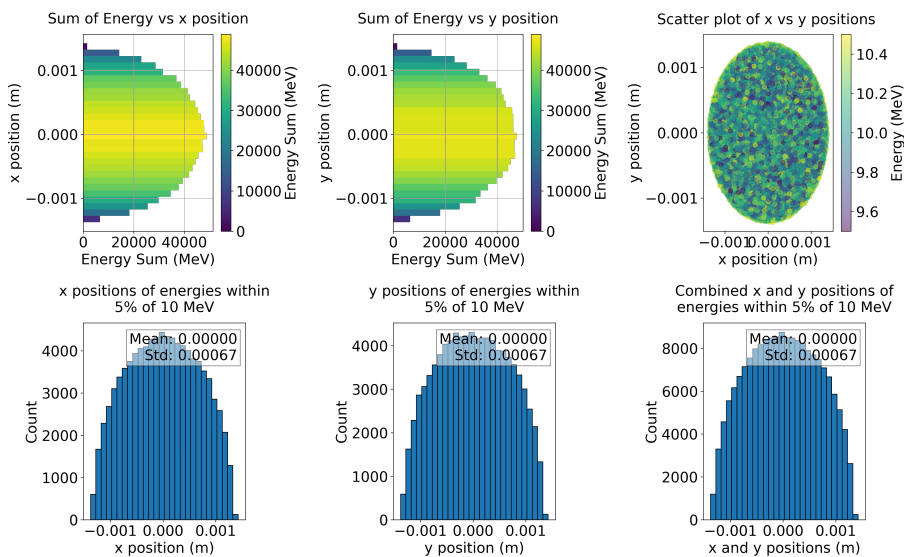 Sum of Energy vs x position
x position (m)
0.001
0.000
−0.001
0
20000
40000
Energy Sum (MeV)
40000
30000
20000
10000
0
Energy Sum (MeV)
Sum of Energy vs y position
y position (m)
0.001
0.000
−0.001
0
20000
40000
Energy Sum (MeV)
40000
30000
20000
10000
0
Energy Sum (MeV)
Scatter plot of x vs y positions
y position (m)
0.001
0.000
−0.001
−0.001
0.000
0.001
x position (m)
10.4
10.2
10.0
9.8
9.6
Energy (MeV)
x positions of energies within
5% of 10 MeV
Mean: 0.00000
Std: 0.00067
Count
4000
3000
2000
1000
0
−0.001
0.000
0.001
x position (m)
y positions of energies within
5% of 10 MeV
Mean: 0.00000
Std: 0.00067
Count
4000
3000
2000
1000
0
−0.001
0.000
0.001
y position (m)
Combined x and y positions of
energies within 5% of 10 MeV
Mean: 0.00000
Std: 0.00067
Count
8000
6000
4000
2000
0
−0.001
0.000
0.001
x and y positions (m)